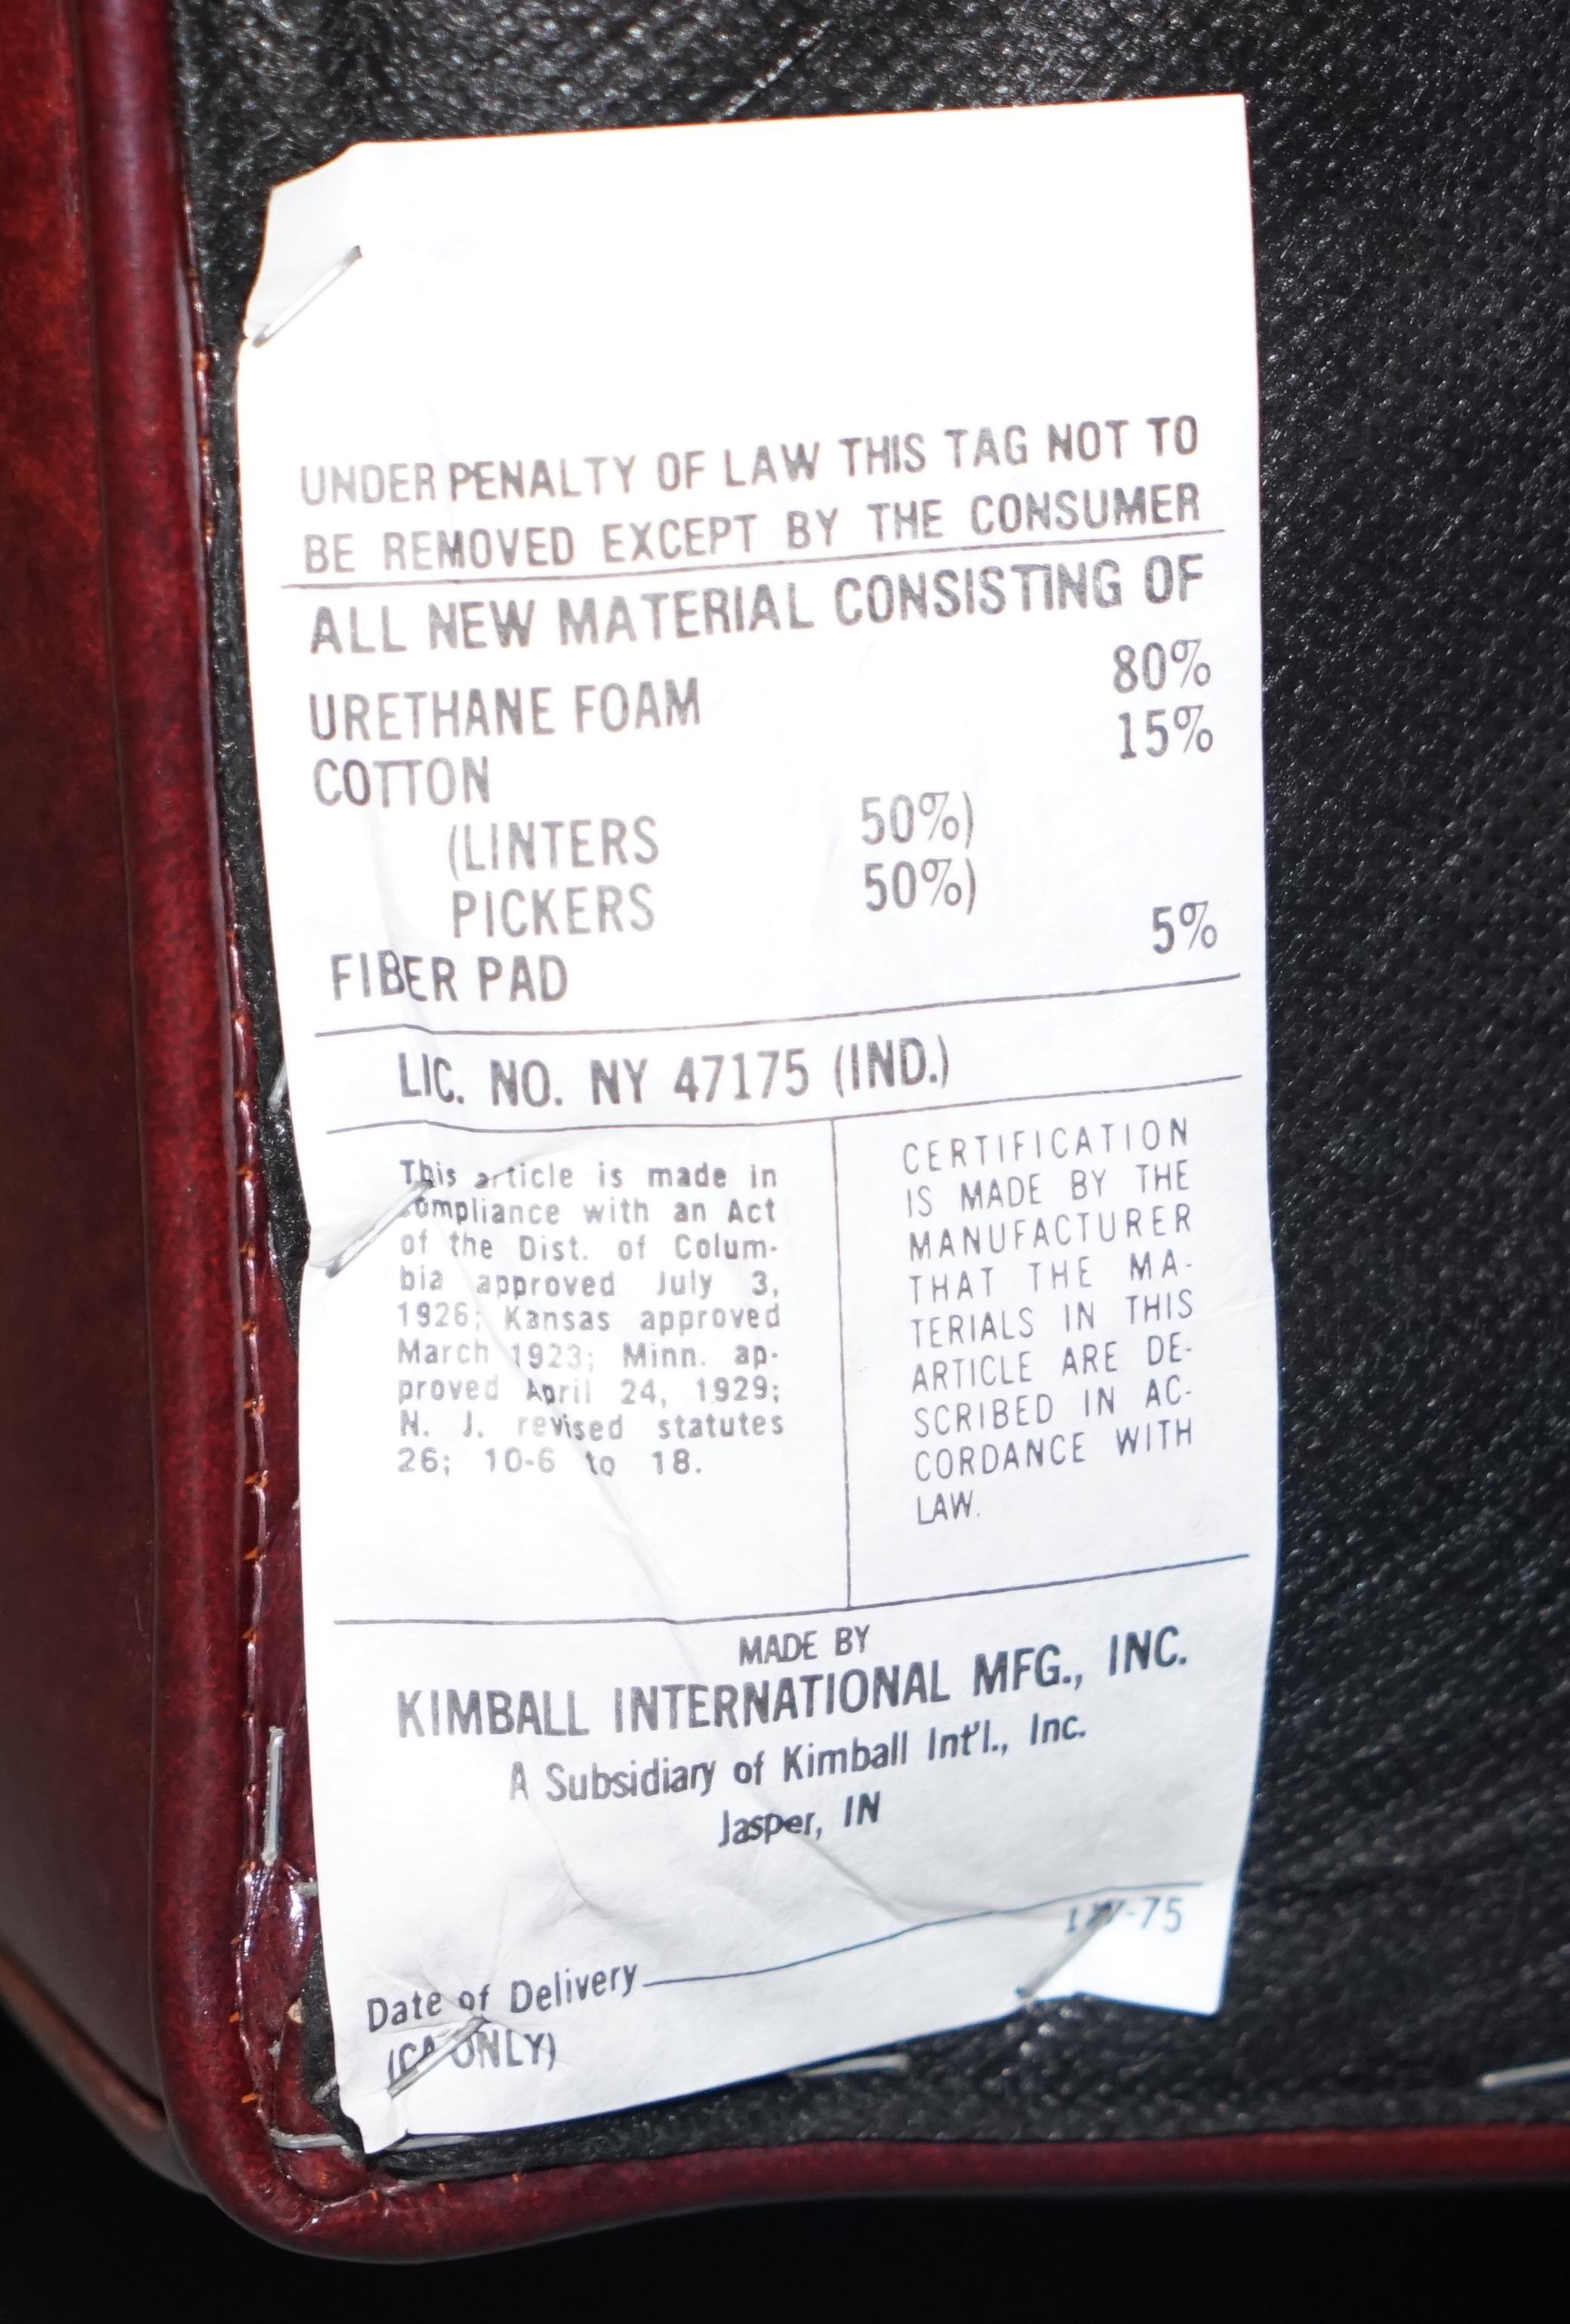 UNDER PENALTY OF LAW THIS TAG NOT TO
BE REMOVED EXCEPT BY THE CONSUMER
ALL NEW MATERIAL CONSISTING OF
URETHANE FOAM 80%
COTTON 15%
(LINTERS 50%)
PICKERS 50%)
FIBER PAD 5%
LIC. NO. NY 47175 (IND.)
This article is made in
compliance with an Act
of the Dist. of Colum-
bia approved July 3,
1926; Kansas approved
March 1923; Minn. ap-
proved April 24, 1929;
N. J. revised statutes
26; 10-6 to 18.
CERTIFICATION
IS MADE BY THE
MANUFACTURER
THAT THE MA-
TERIALS IN THIS
ARTICLE ARE DE-
SCRIBED IN AC-
CORDANCE WITH
LAW.
MADE BY
KIMBALL INTERNATIONAL MFG., INC.
A Subsidiary of Kimball Int'l., Inc.
Jasper, IN
Date of Delivery
(CA ONLY)